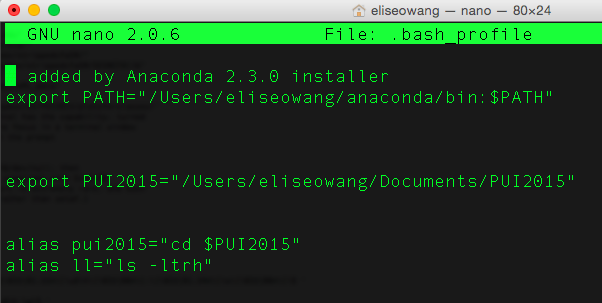 eliseowang — nano — 80×24
GNU nano 2.0.6 File: .bash_profile
added by Anaconda 2.3.0 installer
export PATH="/Users/eliseowang/anaconda/bin:$PATH"
export PUI2015="/Users/eliseowang/Documents/PUI2015"
alias pui2015="cd $PUI2015"
alias ll="ls -ltrh"